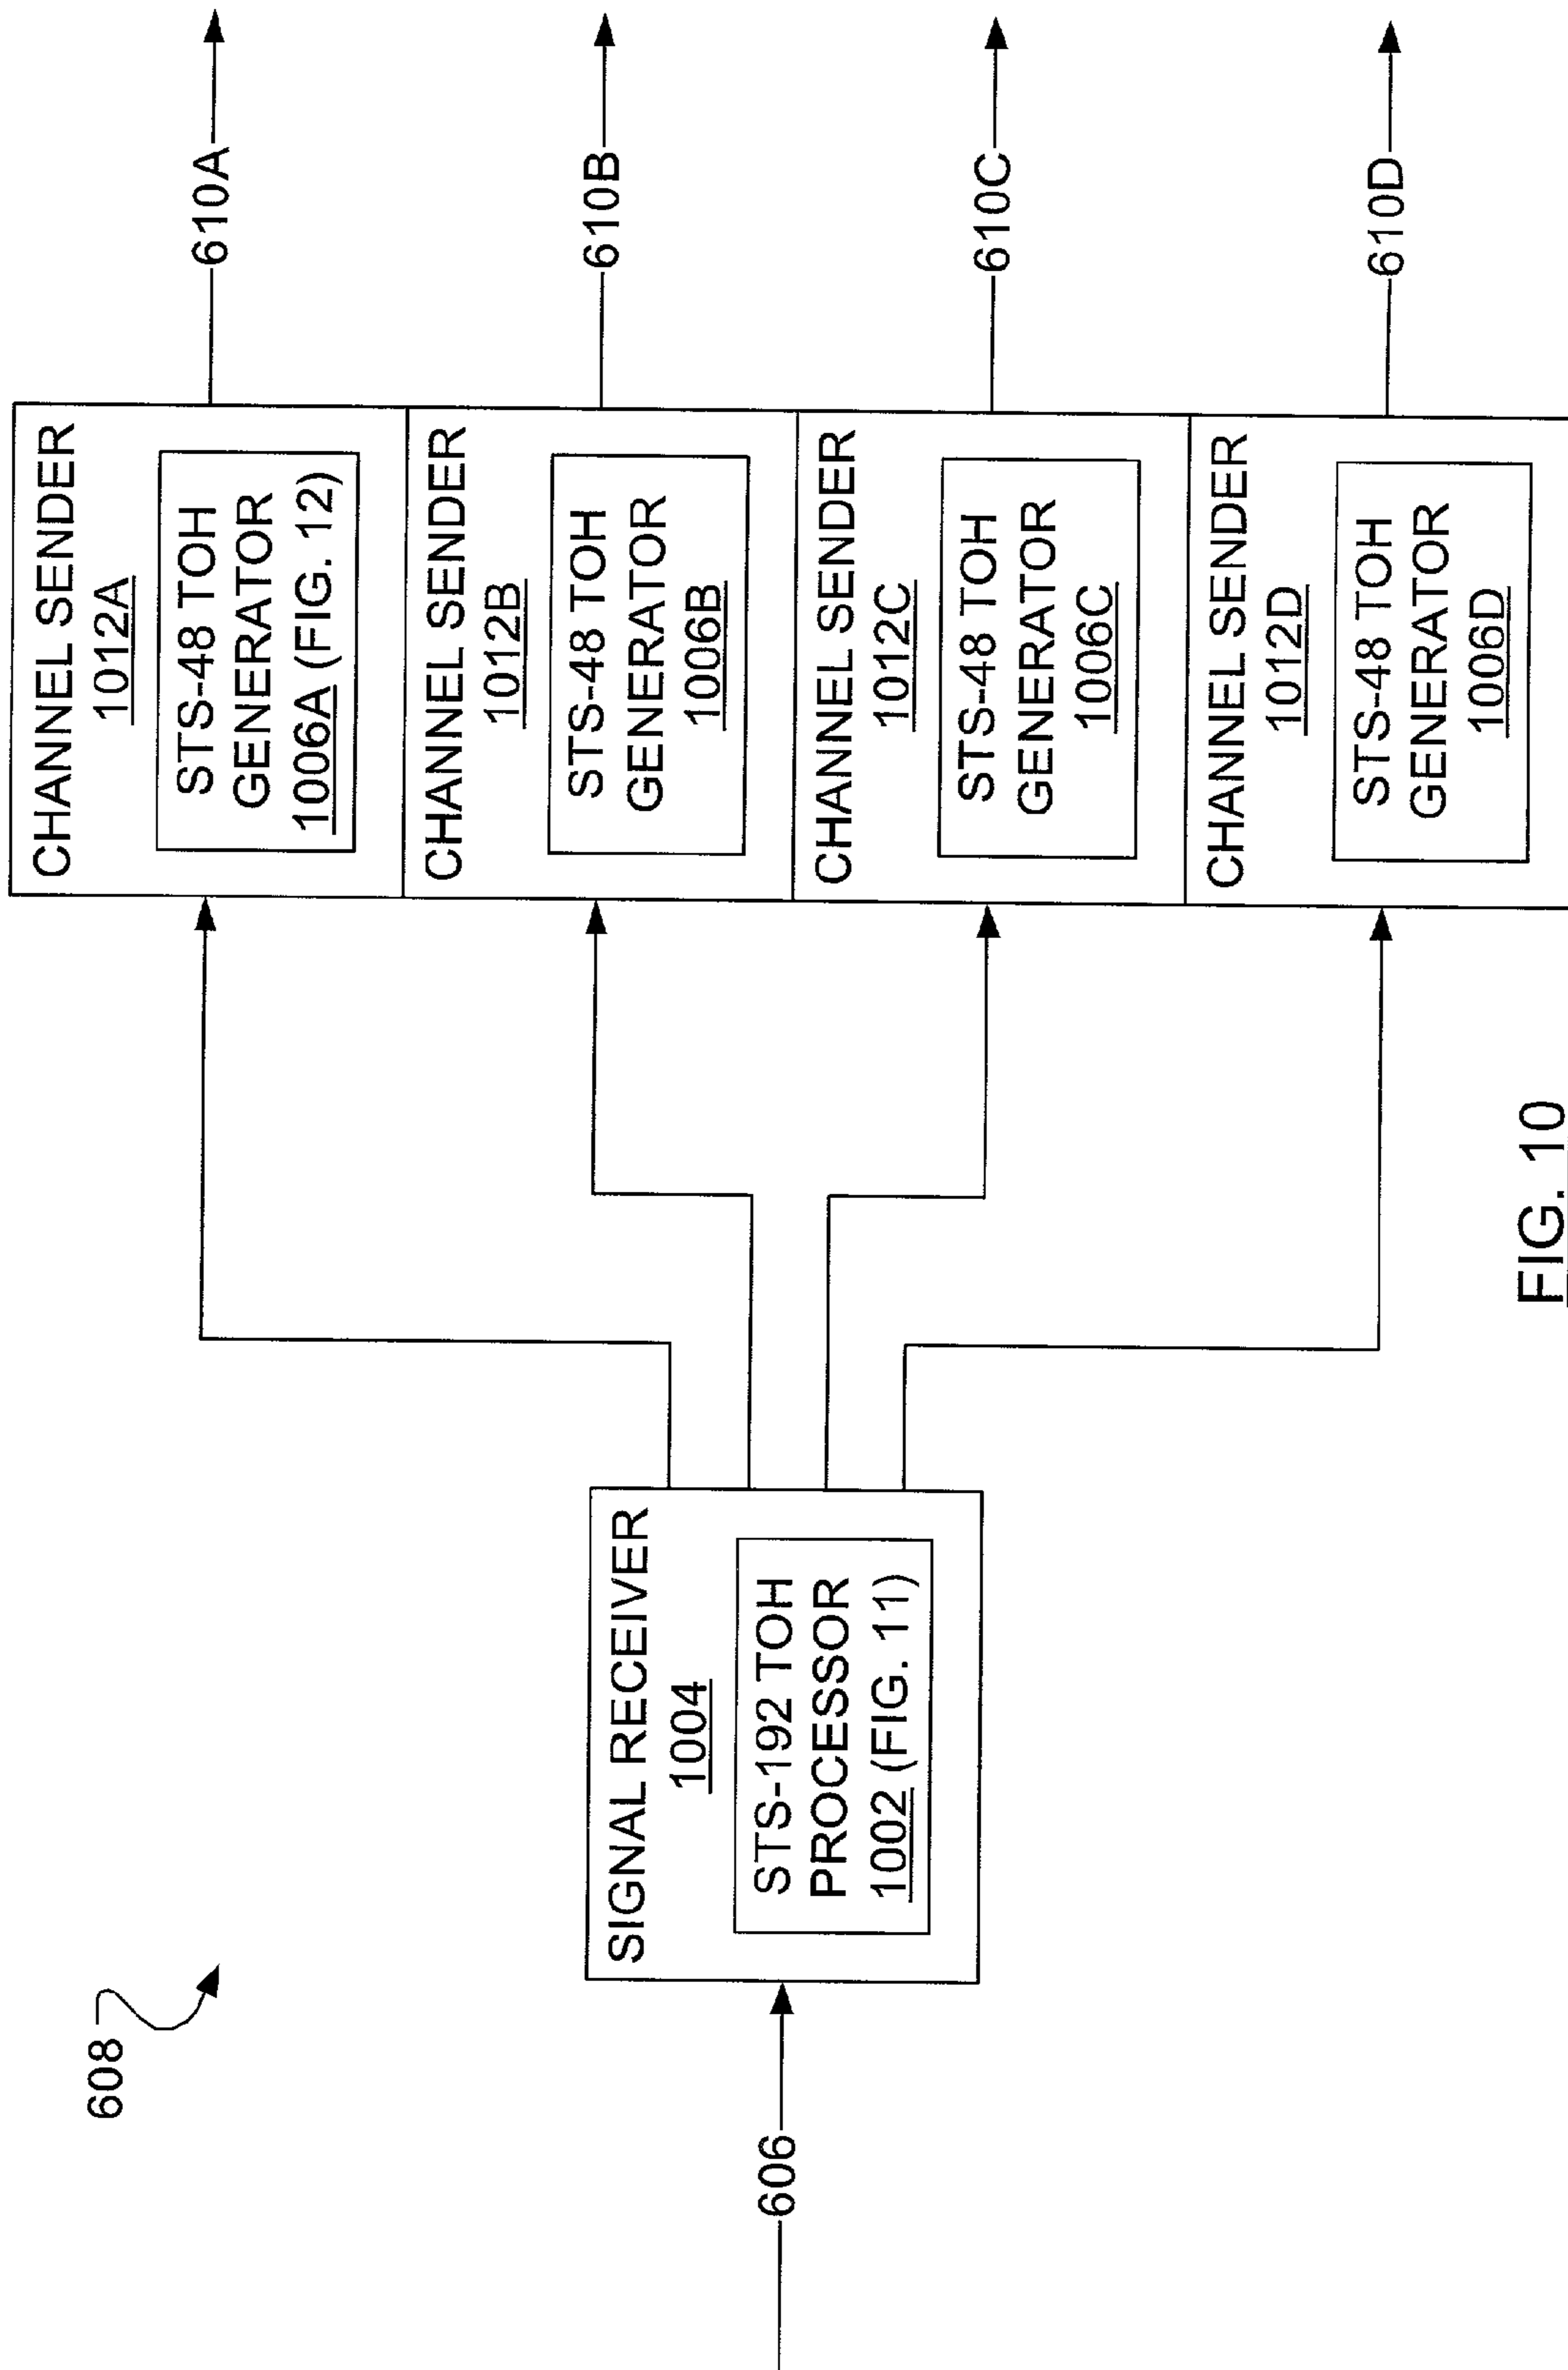 608
606
SIGNAL RECEIVER
1004
STS-192 TOH
PROCESSOR
1002 (FIG. 11)
CHANNEL SENDER
1012A
STS-48 TOH
GENERATOR
1006A (FIG. 12)
610A
CHANNEL SENDER
1012B
STS-48 TOH
GENERATOR
1006B
610B
CHANNEL SENDER
1012C
STS-48 TOH
GENERATOR
1006C
610C
CHANNEL SENDER
1012D
STS-48 TOH
GENERATOR
1006D
610D
FIG. 10